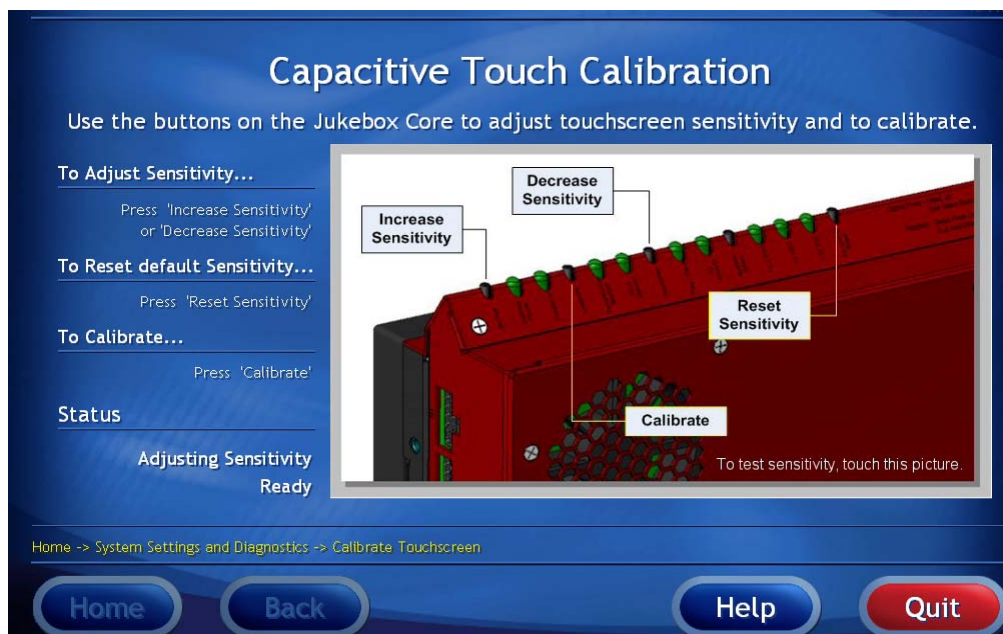 Capacitive Touch Calibration
Use the buttons on the Jukebox Core to adjust touchscreen sensitivity and to calibrate.
To Adjust Sensitivity...
Press 'Increase Sensitivity'
or 'Decrease Sensitivity'
To Reset default Sensitivity...
Press 'Reset Sensitivity'
To Calibrate...
Press 'Calibrate'
Status
Adjusting Sensitivity
Ready
Decrease
Sensitivity
Increase
Sensitivity
Reset
Sensitivity
Calibrate
To test sensitivity, touch this picture.
Home -> System Settings and Diagnostics -> Calibrate Touchscreen
Home
Back
Help
Quit